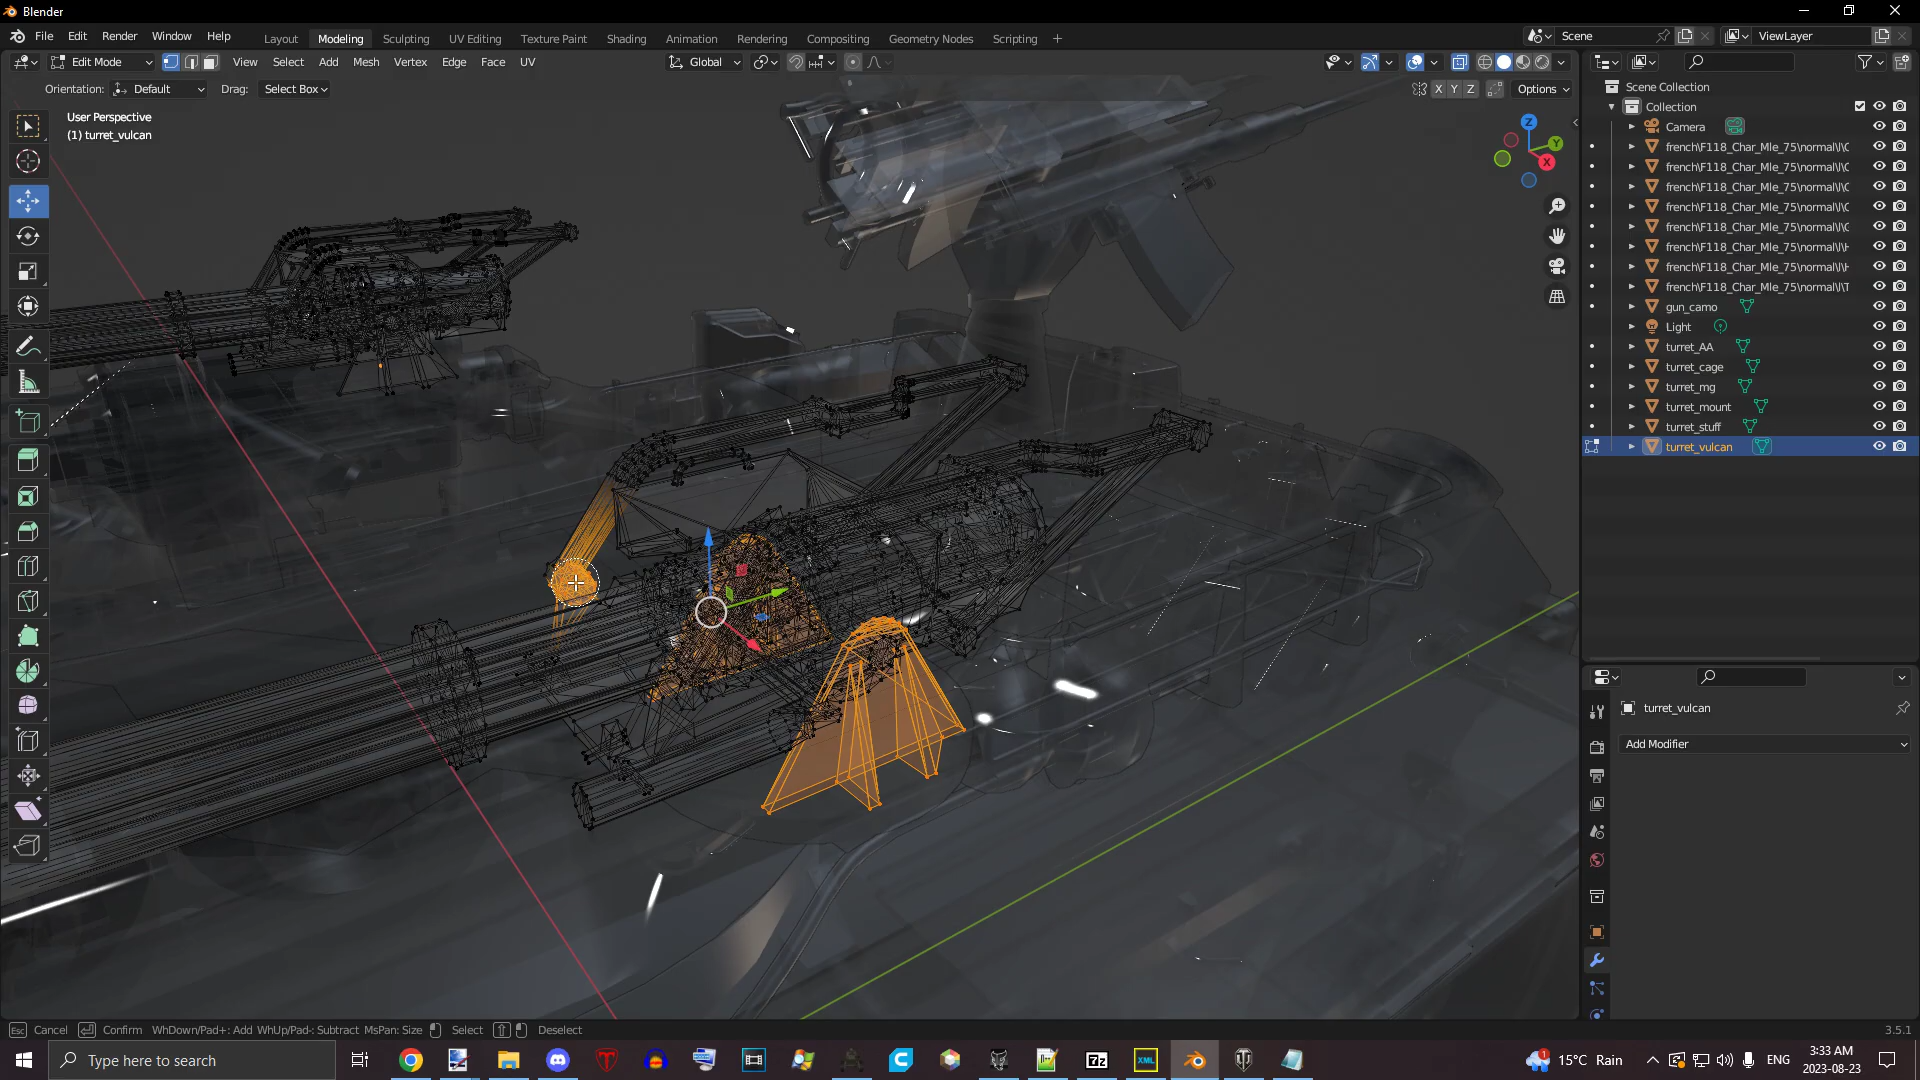 Blender
File Edit Render Window Help
Layout Modeling Sculpting UV Editing Texture Paint Shading Animation Rendering Compositing Geometry Nodes Scripting +
Scene
ViewLayer
Edit Mode
View Select Add Mesh Vertex Edge Face UV
Global
Orientation: Default Drag: Select Box
X Y Z
Options
User Perspective
(1) turret_vulcan
Z
Y
X
Scene Collection
Collection
Camera
french\F118_Char_Mle_75\normal\l\C
french\F118_Char_Mle_75\normal\l\C
french\F118_Char_Mle_75\normal\l\C
french\F118_Char_Mle_75\normal\l\C
french\F118_Char_Mle_75\normal\l\C
french\F118_Char_Mle_75\normal\l\H
french\F118_Char_Mle_75\normal\l\H
french\F118_Char_Mle_75\normal\l\T
gun_camo
Light
turret_AA
turret_cage
turret_mg
turret_mount
turret_stuff
turret_vulcan
turret_vulcan
Add Modifier
Esc Cancel Confirm WhDown/Pad+: Add WhUp/Pad-: Subtract MsPan: Size Select Deselect
3.5.1
Type here to search
7z
XML
1
15°C Rain
ENG
3:33 AM
2023-08-23